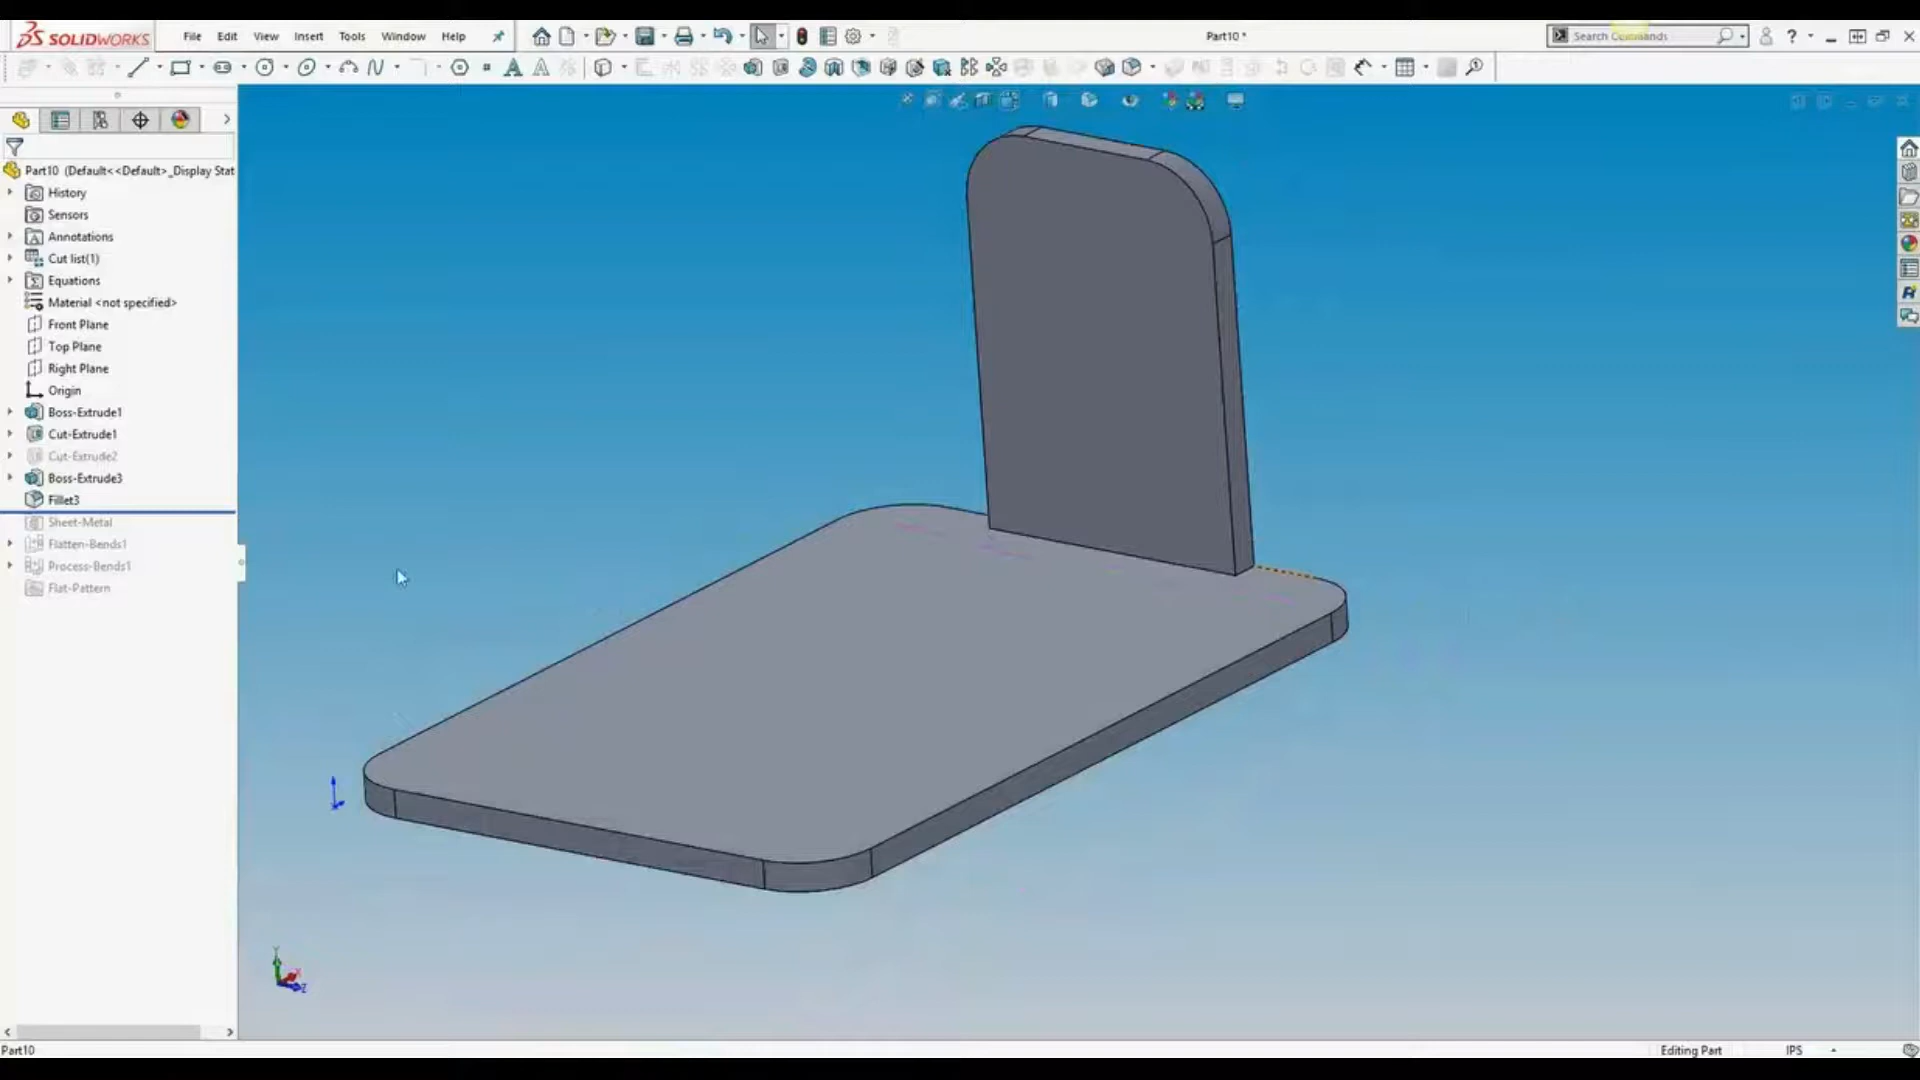 SOLIDWORKS File Edit View Insert Tools Window Help Part10 * Search Commands ?
Part10 (Default<<Default>_Display Stat
History
Sensors
Annotations
Cut list(1)
Equations
Material <not specified>
Front Plane
Top Plane
Right Plane
Origin
Boss-Extrude1
Cut-Extrude1
Cut-Extrude2
Boss-Extrude3
Fillet3
Sheet-Metal
Flatten-Bends1
Process-Bends1
Flat-Pattern
Y
X
Z
Part10 Editing Part IPS